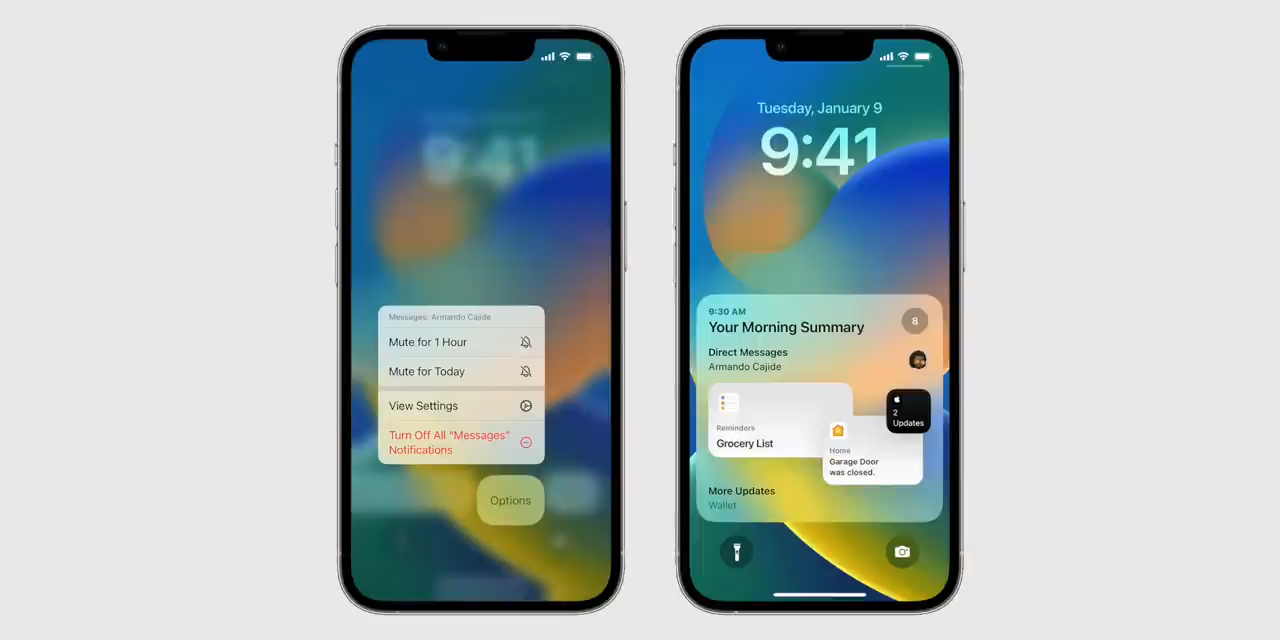 9:41
Messages: Armando Cajide
Mute for 1 Hour
Mute for Today
View Settings
Turn Off All “Messages”
Notifications
Options
Tuesday, January 9
9:41
9:30 AM
Your Morning Summary
8
Direct Messages
Armando Cajide
Reminders
Grocery List
2
Updates
Home
Garage Door
was closed.
More Updates
Wallet